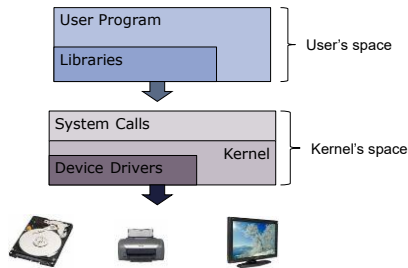 User Program
Libraries
User's space
System Calls
Kernel
Device Drivers
Kernel's space